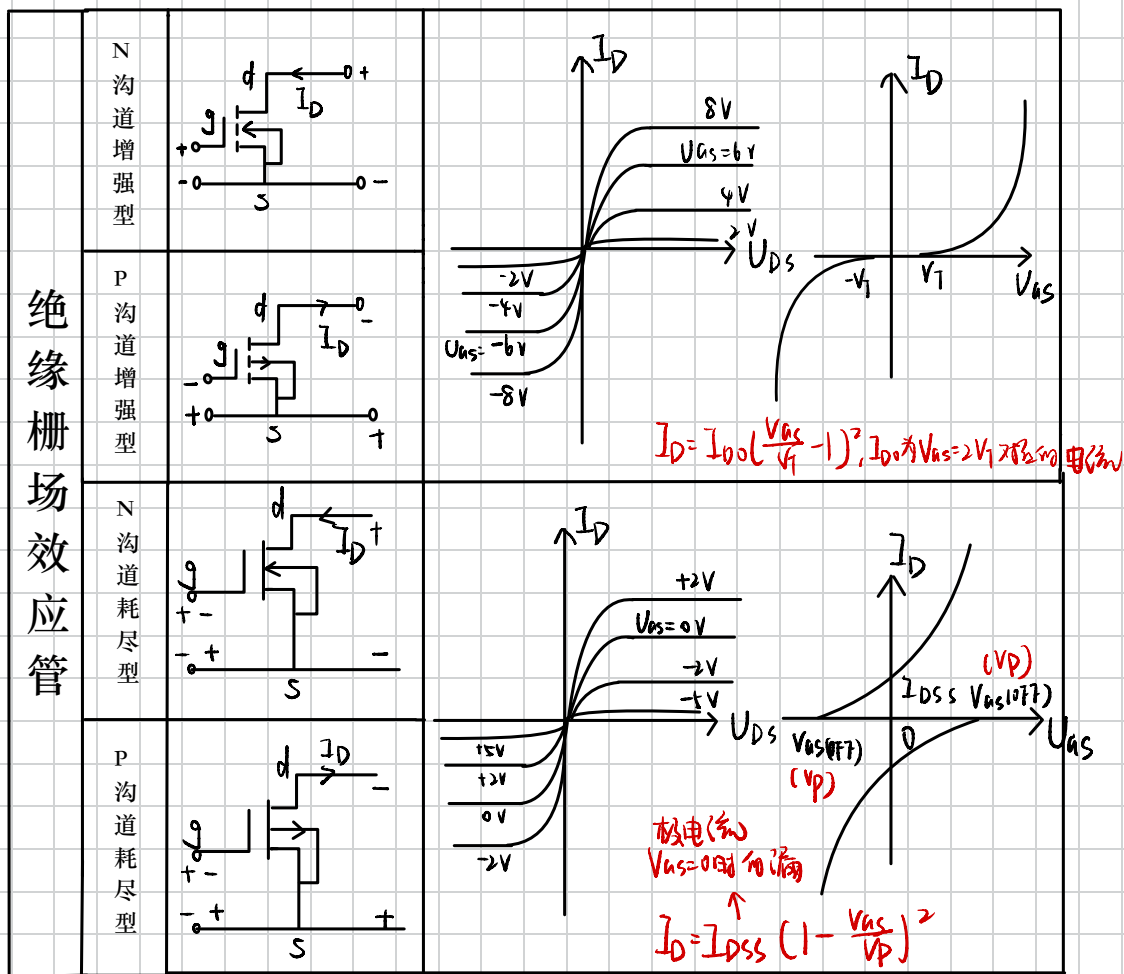 绝缘栅场效应管
N沟道增强型
d
+
I_D
g
+
-
-
s
I_D
8V
U_GS=6V
4V
2V
U_DS
-2V
-4V
U_GS=-6V
-8V
I_D
-V_T
V_T
V_GS
I_D=I_D0(V_GS/V_T-1)²,I_D0为V_GS=2V_T对应的电流
P沟道增强型
d
-
I_D
g
-
+
s
+
N沟道耗尽型
d
+
I_D
g
+ -
- +
-
s
I_D
+2V
U_GS=0V
-2V
-5V
U_DS
+5V
+2V
0V
-2V
I_D
(V_P)
I_DSS
V_GS(OFF)
V_GS(OFF)
0
U_GS
(V_P)
极电流
V_GS=0时的漏
I_D=I_DSS(1-V_GS/V_P)²
P沟道耗尽型
d
I_D
-
g
+ -
- +
+
s